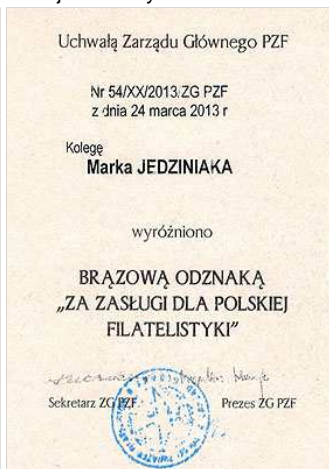 Uchwałą Zarządu Głównego PZF
Nr 54/XX/2013/ZG PZF
z dnia 24 marca 2013 r
Kolegę
Marka JEDZINIAKA
wyróżniono
BRĄZOWĄ ODZNAKĄ
„ZA ZASŁUGI DLA POLSKIEJ
FILATELISTYKI”
Sekretarz ZG PZF Prezes ZG PZF